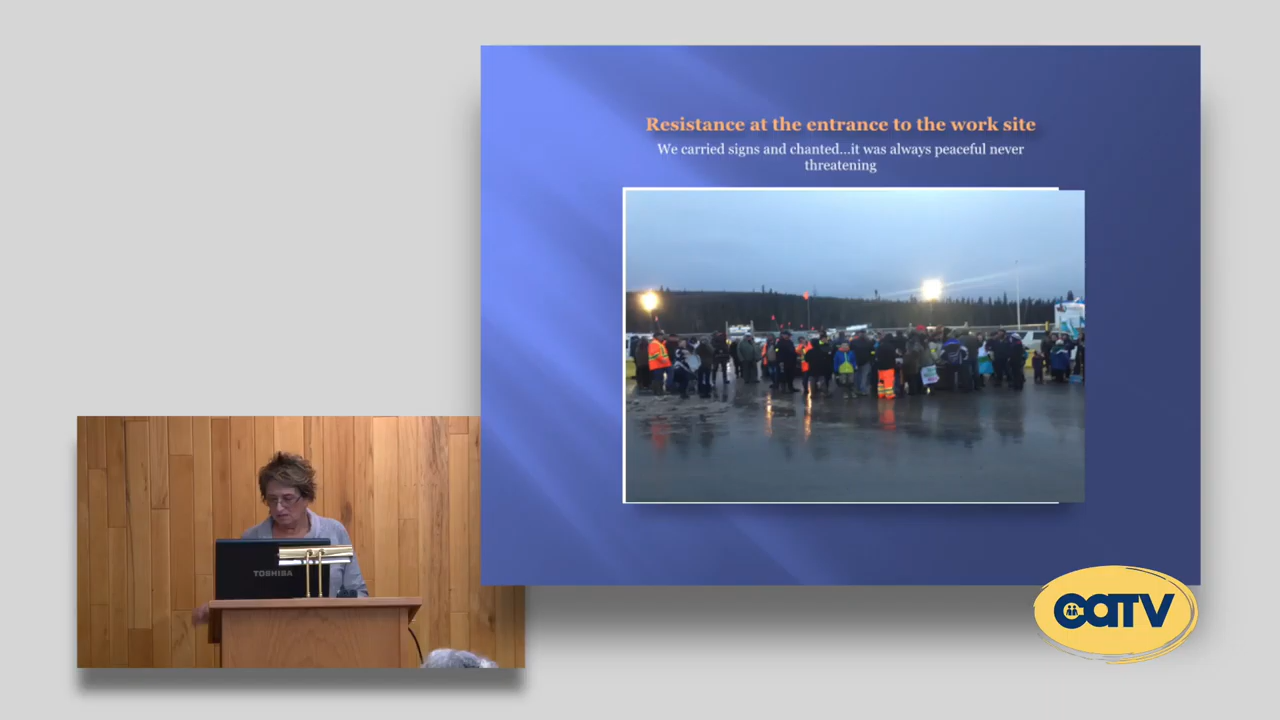 Resistance at the entrance to the work site
We carried signs and chanted...it was always peaceful never
threatening
TOSHIBA
CATV